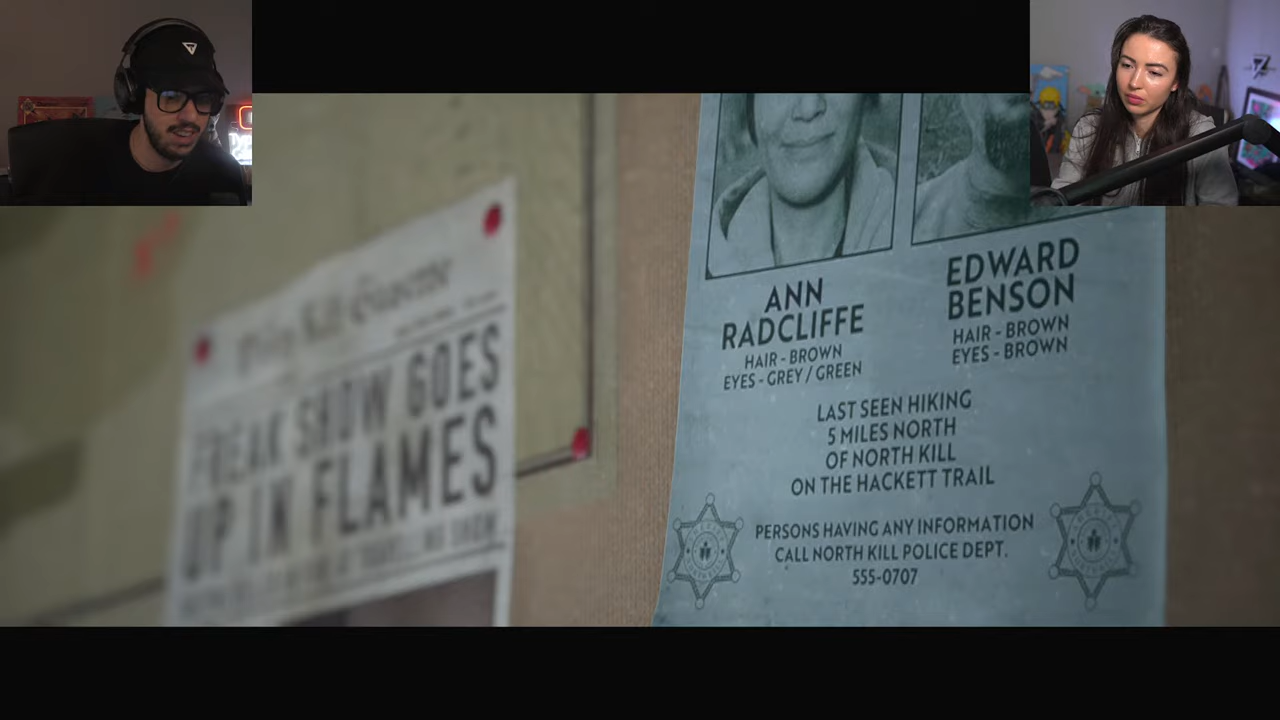 FREAK SHOW GOES
UP IN FLAMES
ANN
RADCLIFFE
HAIR - BROWN
EYES - GREY / GREEN
EDWARD
BENSON
HAIR - BROWN
EYES - BROWN
LAST SEEN HIKING
5 MILES NORTH
OF NORTH KILL
ON THE HACKETT TRAIL
PERSONS HAVING ANY INFORMATION
CALL NORTH KILL POLICE DEPT.
555-0707